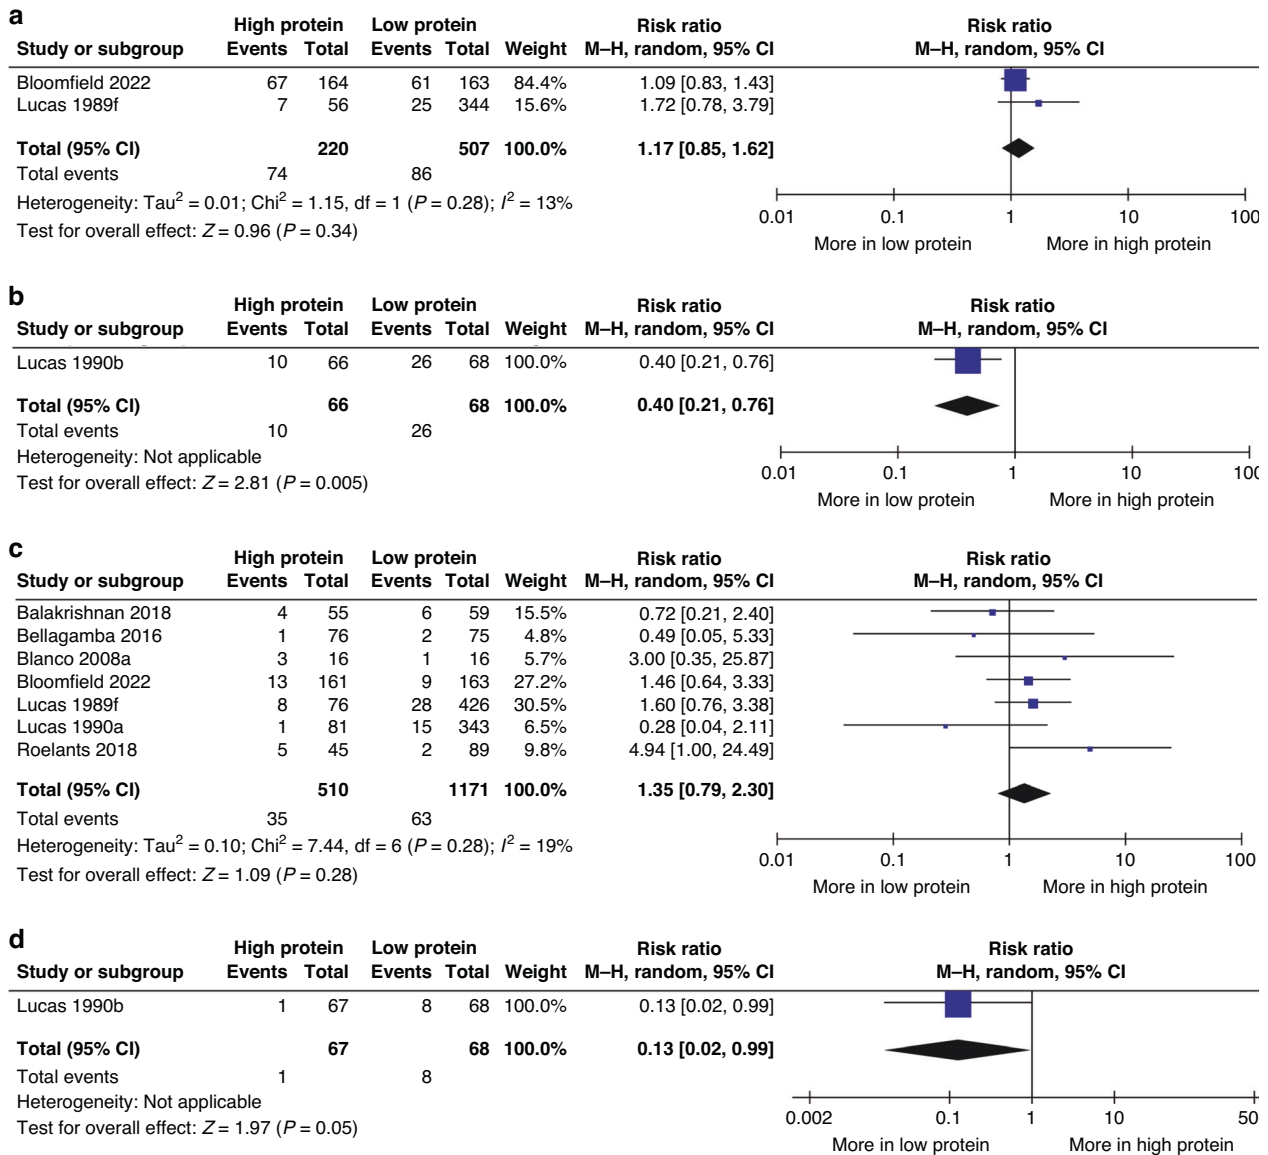 a
High protein Low protein Risk ratio Risk ratio
Study or subgroup Events Total Events Total Weight M–H, random, 95% CI M–H, random, 95% CI
Bloomfield 2022 67 164 61 163 84.4% 1.09 [0.83, 1.43]
Lucas 1989f 7 56 25 344 15.6% 1.72 [0.78, 3.79]
Total (95% CI) 220 507 100.0% 1.17 [0.85, 1.62]
Total events 74 86
Heterogeneity: Tau² = 0.01; Chi² = 1.15, df = 1 (P = 0.28); I² = 13%
Test for overall effect: Z = 0.96 (P = 0.34)
0.01 0.1 1 10 100
More in low protein More in high protein
b
High protein Low protein Risk ratio Risk ratio
Study or subgroup Events Total Events Total Weight M–H, random, 95% CI M–H, random, 95% CI
Lucas 1990b 10 66 26 68 100.0% 0.40 [0.21, 0.76]
Total (95% CI) 66 68 100.0% 0.40 [0.21, 0.76]
Total events 10 26
Heterogeneity: Not applicable
Test for overall effect: Z = 2.81 (P = 0.005)
0.01 0.1 1 10 100
More in low protein More in high protein
c
High protein Low protein Risk ratio Risk ratio
Study or subgroup Events Total Events Total Weight M–H, random, 95% CI M–H, random, 95% CI
Balakrishnan 2018 4 55 6 59 15.5% 0.72 [0.21, 2.40]
Bellagamba 2016 1 76 2 75 4.8% 0.49 [0.05, 5.33]
Blanco 2008a 3 16 1 16 5.7% 3.00 [0.35, 25.87]
Bloomfield 2022 13 161 9 163 27.2% 1.46 [0.64, 3.33]
Lucas 1989f 8 76 28 426 30.5% 1.60 [0.76, 3.38]
Lucas 1990a 1 81 15 343 6.5% 0.28 [0.04, 2.11]
Roelants 2018 5 45 2 89 9.8% 4.94 [1.00, 24.49]
Total (95% CI) 510 1171 100.0% 1.35 [0.79, 2.30]
Total events 35 63
Heterogeneity: Tau² = 0.10; Chi² = 7.44, df = 6 (P = 0.28); I² = 19%
Test for overall effect: Z = 1.09 (P = 0.28)
0.01 0.1 1 10 100
More in low protein More in high protein
d
High protein Low protein Risk ratio Risk ratio
Study or subgroup Events Total Events Total Weight M–H, random, 95% CI M–H, random, 95% CI
Lucas 1990b 1 67 8 68 100.0% 0.13 [0.02, 0.99]
Total (95% CI) 67 68 100.0% 0.13 [0.02, 0.99]
Total events 1 8
Heterogeneity: Not applicable
Test for overall effect: Z = 1.97 (P = 0.05)
0.002 0.1 1 10 50
More in low protein More in high protein